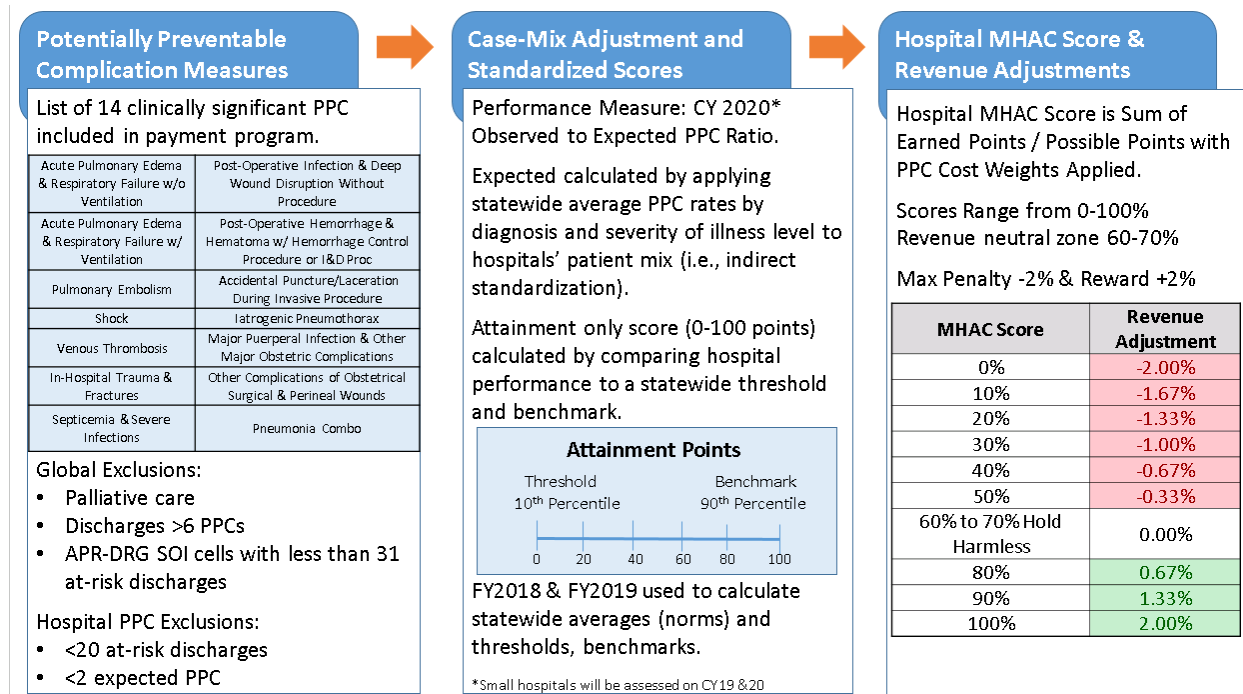 Potentially Preventable
Complication Measures
List of 14 clinically significant PPC
included in payment program.
Acute Pulmonary Edema
& Respiratory Failure w/o
Ventilation
Post-Operative Infection & Deep
Wound Disruption Without
Procedure
Acute Pulmonary Edema
& Respiratory Failure w/
Ventilation
Post-Operative Hemorrhage &
Hematoma w/ Hemorrhage Control
Procedure or I&D Proc
Pulmonary Embolism
Accidental Puncture/Laceration
During Invasive Procedure
Shock
Iatrogenic Pneumothorax
Venous Thrombosis
Major Puerperal Infection & Other
Major Obstetric Complications
In-Hospital Trauma &
Fractures
Other Complications of Obstetrical
Surgical & Perineal Wounds
Septicemia & Severe
Infections
Pneumonia Combo
Global Exclusions:
• Palliative care
• Discharges >6 PPCs
• APR-DRG SOI cells with less than 31
at-risk discharges
Hospital PPC Exclusions:
• <20 at-risk discharges
• <2 expected PPC
Case-Mix Adjustment and
Standardized Scores
Performance Measure: CY 2020*
Observed to Expected PPC Ratio.
Expected calculated by applying
statewide average PPC rates by
diagnosis and severity of illness level to
hospitals' patient mix (i.e., indirect
standardization).
Attainment only score (0-100 points)
calculated by comparing hospital
performance to a statewide threshold
and benchmark.
Attainment Points
Threshold
10th Percentile
Benchmark
90th Percentile
0 20 40 60 80 100
FY2018 & FY2019 used to calculate
statewide averages (norms) and
thresholds, benchmarks.
*Small hospitals will be assessed on CY19 &20
Hospital MHAC Score &
Revenue Adjustments
Hospital MHAC Score is Sum of
Earned Points / Possible Points with
PPC Cost Weights Applied.
Scores Range from 0-100%
Revenue neutral zone 60-70%
Max Penalty -2% & Reward +2%
MHAC Score
Revenue
Adjustment
0% -2.00%
10% -1.67%
20% -1.33%
30% -1.00%
40% -0.67%
50% -0.33%
60% to 70% Hold
Harmless
0.00%
80% 0.67%
90% 1.33%
100% 2.00%